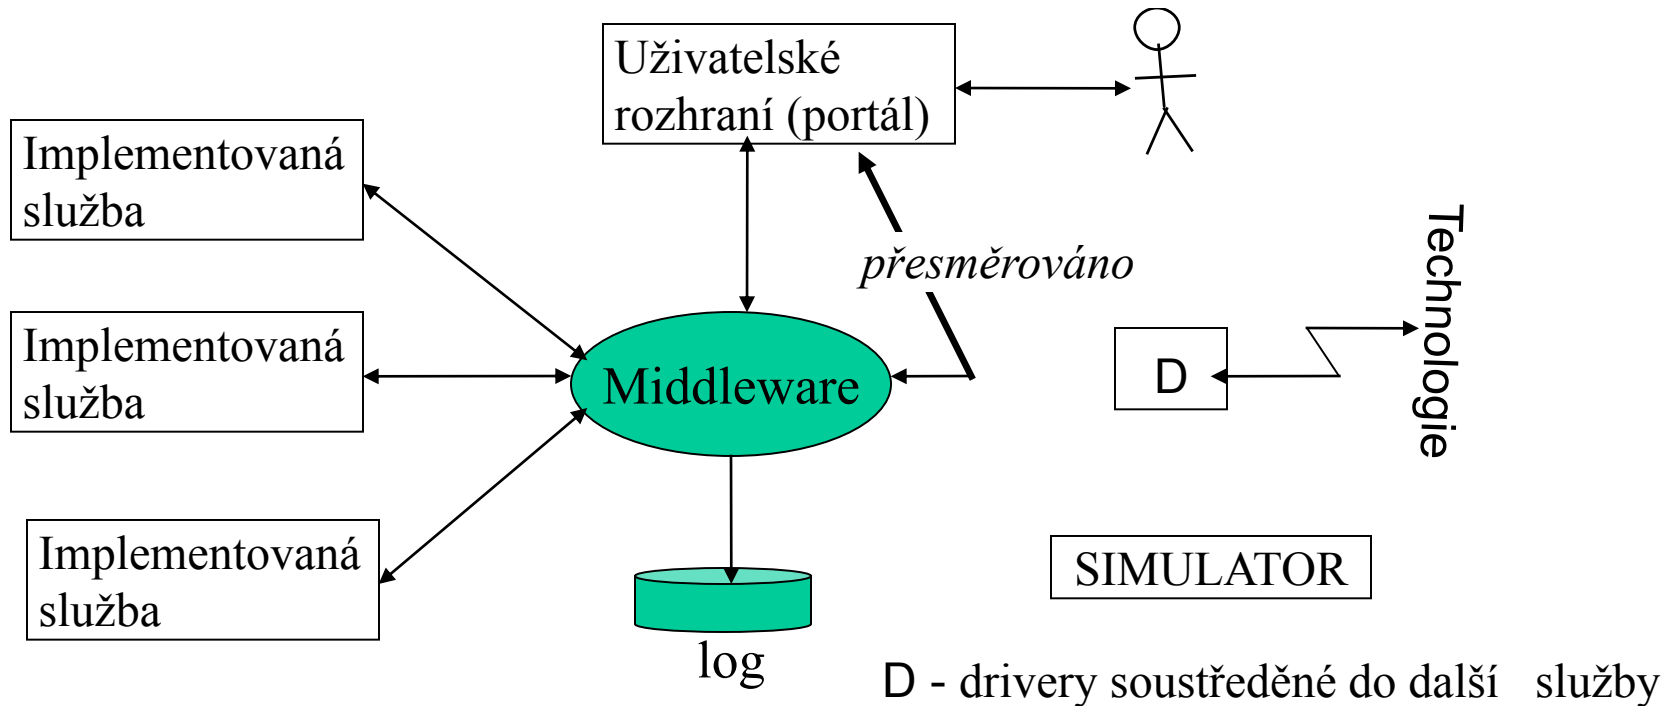 Uživatelské
rozhraní (portál)
Implementovaná
služba
přesměrováno
Technologie
Implementovaná
služba
Middleware
D
Implementovaná
služba
SIMULATOR
log
D - drivery soustředěné do další služby